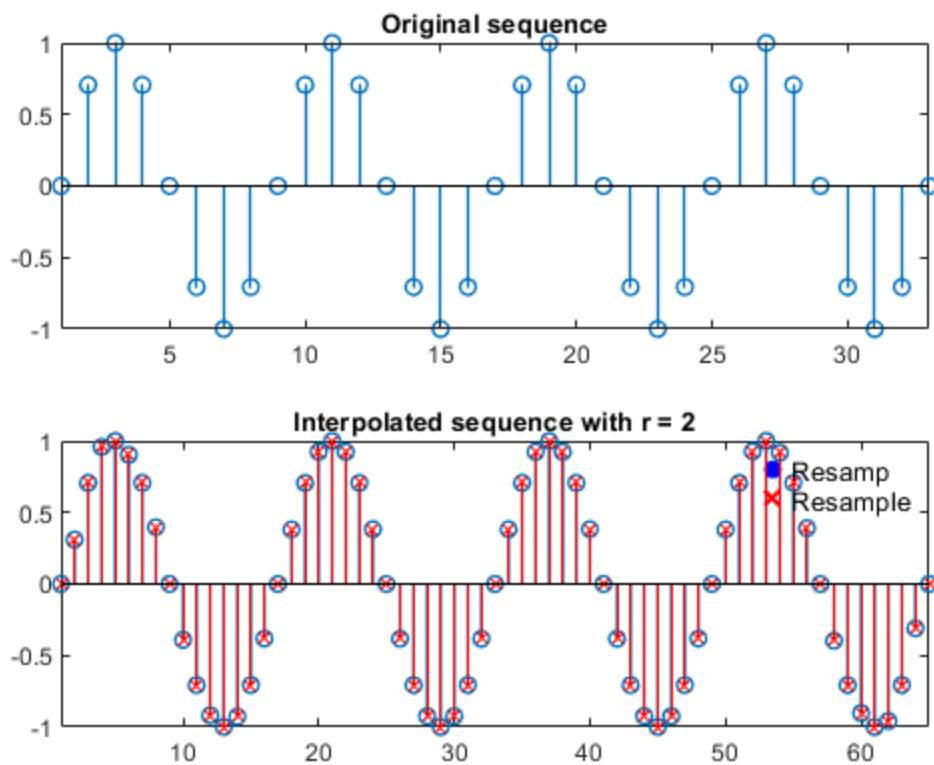 Original sequence
1
0.5
0
-0.5
-1
5 10 15 20 25 30
Interpolated sequence with r = 2
1
0.5
0
-0.5
-1
Resamp
Resample
10 20 30 40 50 60